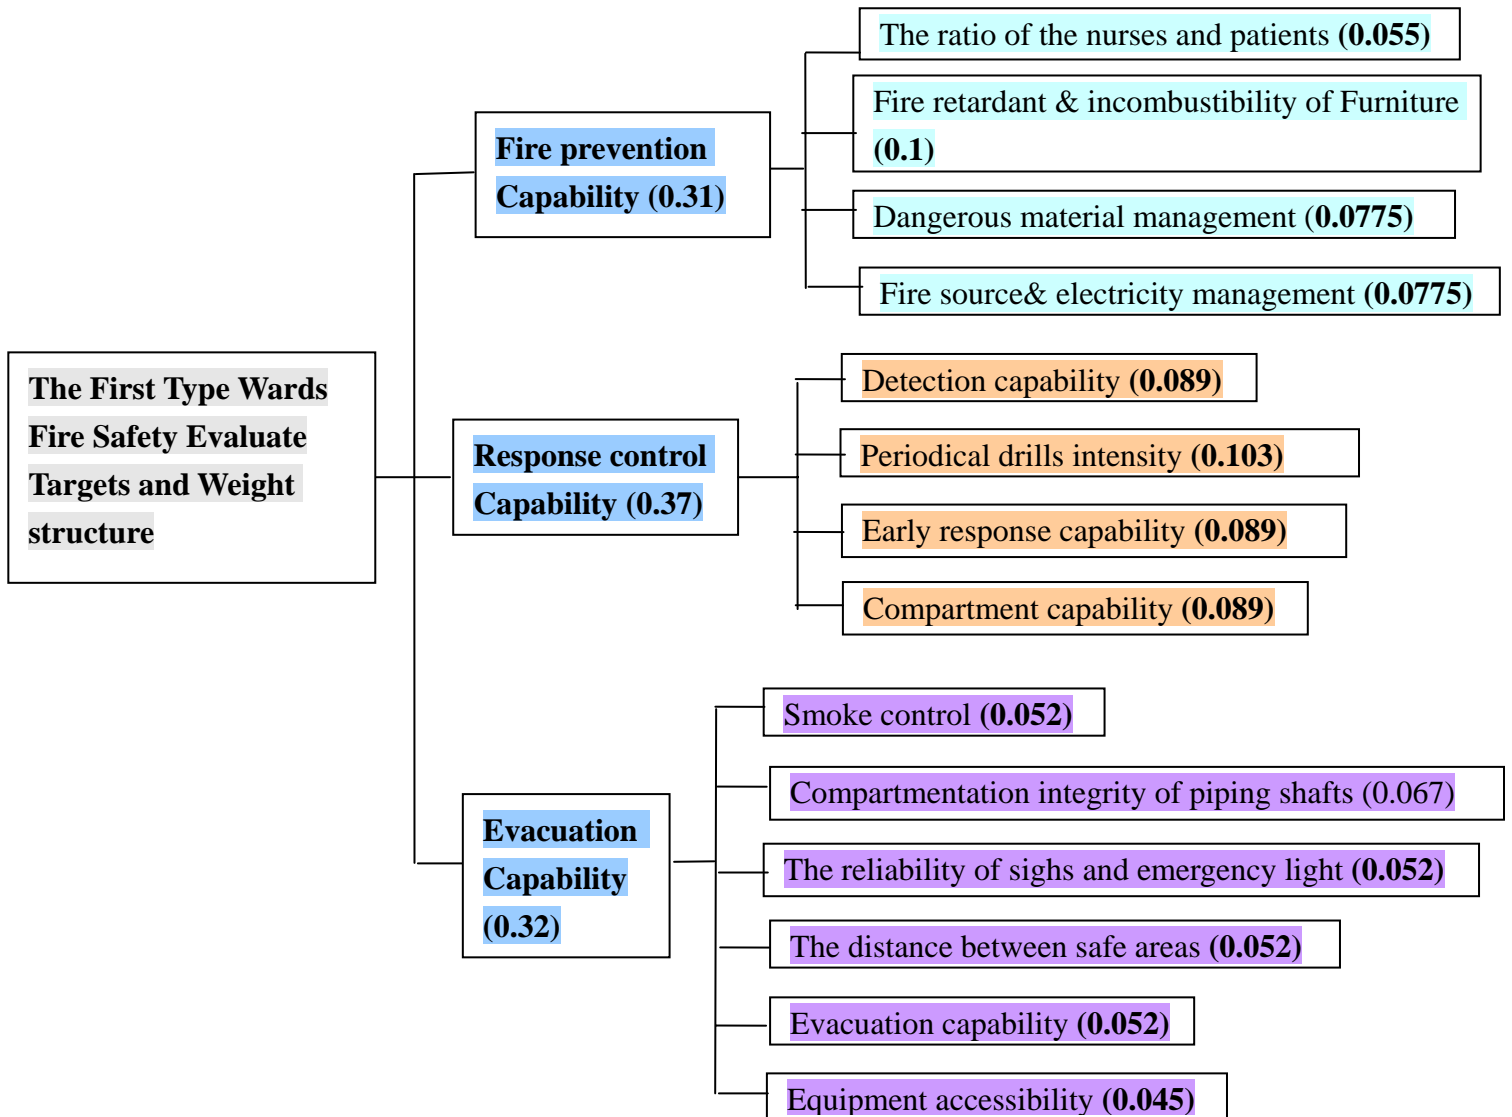 The First Type Wards
Fire Safety Evaluate
Targets and Weight
structure
Fire prevention
Capability (0.31)
The ratio of the nurses and patients (0.055)
Fire retardant & incombustibility of Furniture
(0.1)
Dangerous material management (0.0775)
Fire source& electricity management (0.0775)
Response control
Capability (0.37)
Detection capability (0.089)
Periodical drills intensity (0.103)
Early response capability (0.089)
Compartment capability (0.089)
Evacuation
Capability
(0.32)
Smoke control (0.052)
Compartmentation integrity of piping shafts (0.067)
The reliability of sighs and emergency light (0.052)
The distance between safe areas (0.052)
Evacuation capability (0.052)
Equipment accessibility (0.045)